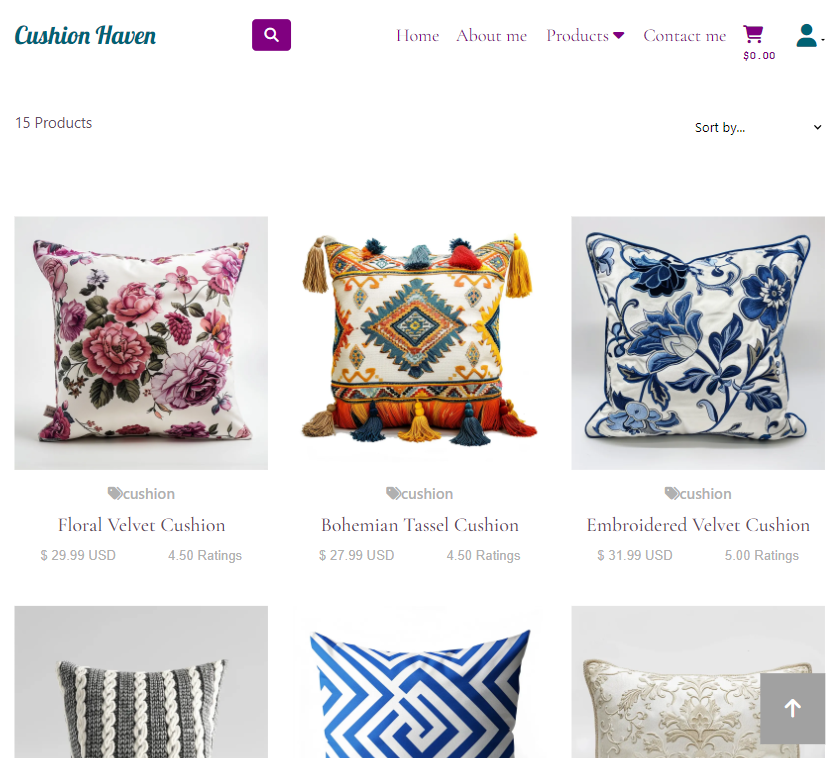 Cushion Haven
Home About me Products Contact me
$0.00
15 Products
Sort by...
cushion cushion cushion
Floral Velvet Cushion Bohemian Tassel Cushion Embroidered Velvet Cushion
$ 29.99 USD 4.50 Ratings $ 27.99 USD 4.50 Ratings $ 31.99 USD 5.00 Ratings